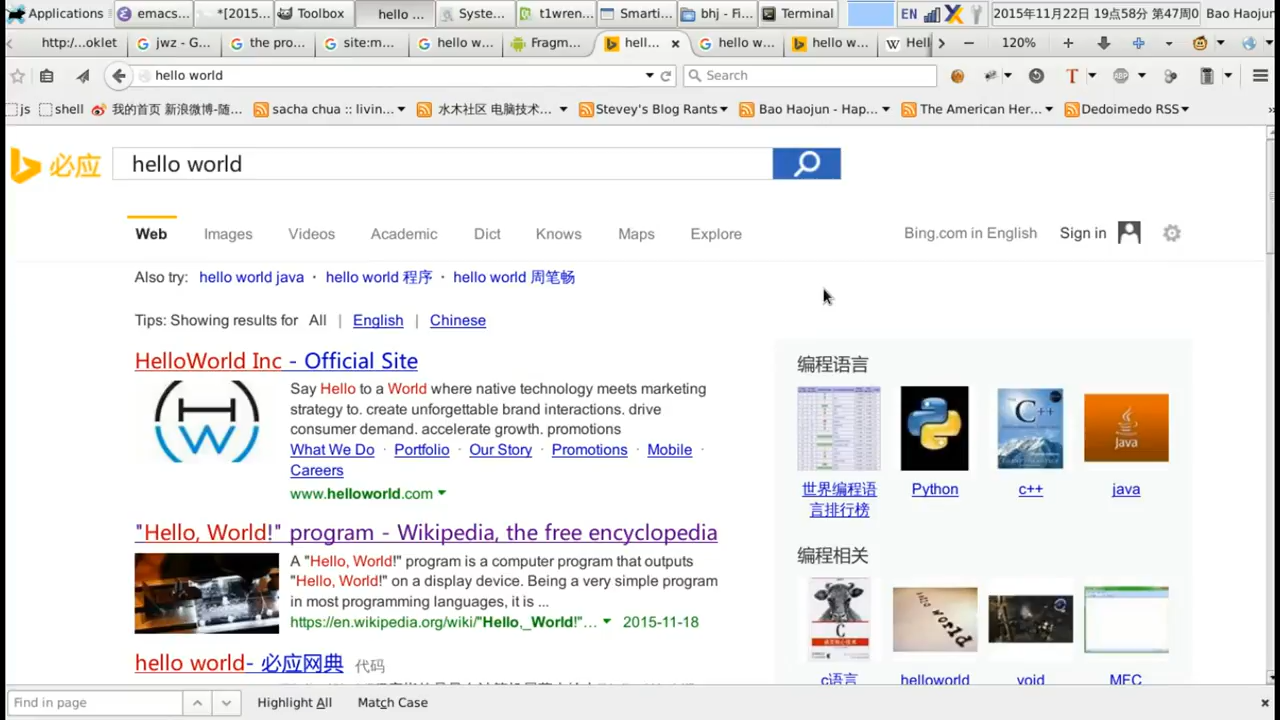 Applications emacs... *[2015... Toolbox hello ... Syste... t1wren... Smarti... bhj - Fi... Terminal EN 2015年11月22日 19点58分 第47周0 Bao Haojun
http:/...oklet jwz - G... the pro... site:m... hello w... Fragm... hell... hello w... hello w... Hell 120%
hello world Search
js shell 我的首页 新浪微博-随... sacha chua :: livin... 水木社区 电脑技术... Stevey's Blog Rants Bao Haojun - Hap... The American Her... Dedoimedo RSS
必应 hello world
Web Images Videos Academic Dict Knows Maps Explore Bing.com in English Sign in
Also try: hello world java · hello world 程序 · hello world 周笔畅
Tips: Showing results for All | English | Chinese
HelloWorld Inc - Official Site
Say Hello to a World where native technology meets marketing
strategy to. create unforgettable brand interactions. drive
consumer demand. accelerate growth. promotions
What We Do · Portfolio · Our Story · Promotions · Mobile ·
Careers
www.helloworld.com
"Hello, World!" program - Wikipedia, the free encyclopedia
A "Hello, World!" program is a computer program that outputs
"Hello, World!" on a display device. Being a very simple program
in most programming languages, it is ...
https://en.wikipedia.org/wiki/"Hello,_World!"... 2015-11-18
hello world- 必应网典 代码
编程语言
C++
Java
世界编程语
言排行榜
Python
c++
java
编程相关
C
hello world
c语言
helloworld
void
MFC
Find in page Highlight All Match Case